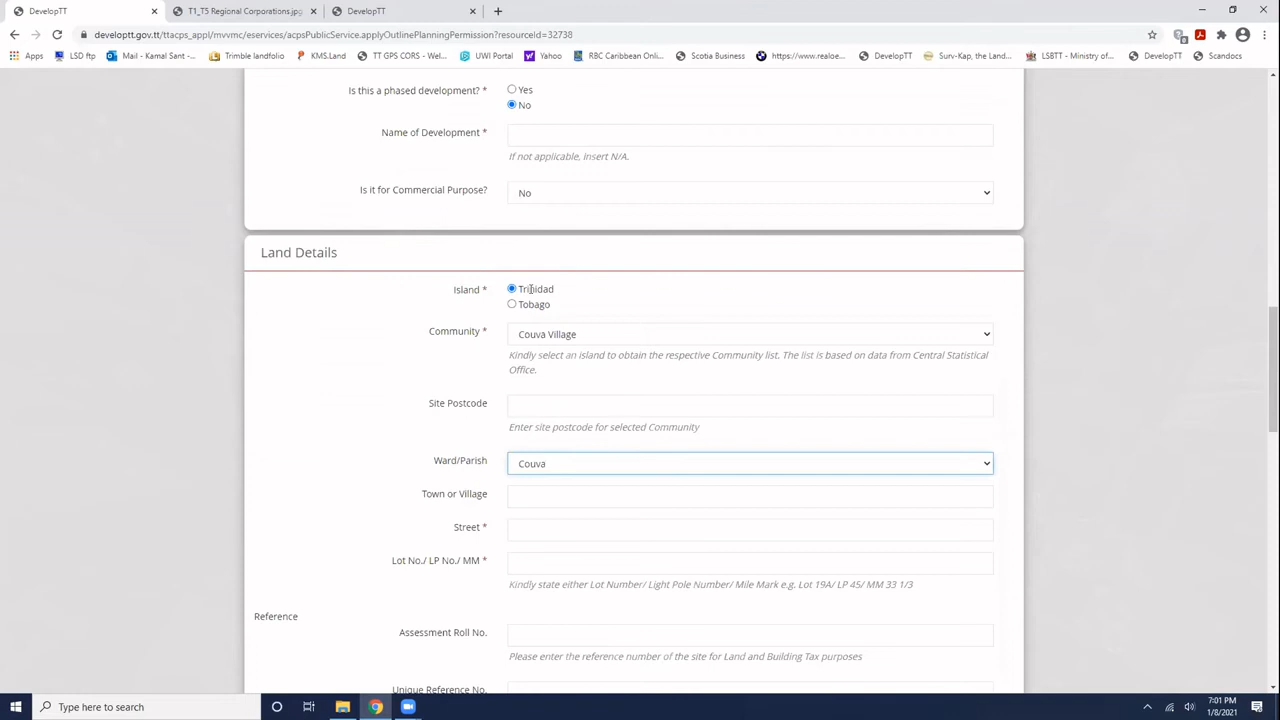 DevelopTT
T1_T5 Regional Corporations.jpg
DevelopTT
developtt.gov.tt/ttacps_appl/mvvmc/eservices/acpsPublicService.applyOutlinePlanningPermission?resourceId=32738
Apps LSD ftp Mail - Kamal Sant - ... Trimble landfolio KMS.Land TT GPS CORS - Wel... UWI Portal Yahoo RBC Caribbean Onli... Scotia Business https://www.realoe... DevelopTT Surv-Kap, the Land... LSBTT - Ministry of... DevelopTT Scandocs
Is this a phased development? * Yes
No
Name of Development *
If not applicable, insert N/A.
Is it for Commercial Purpose? No
Land Details
Island * Trinidad
Tobago
Community * Couva Village
Kindly select an island to obtain the respective Community list. The list is based on data from Central Statistical
Office.
Site Postcode
Enter site postcode for selected Community
Ward/Parish Couva
Town or Village
Street *
Lot No./ LP No./ MM *
Kindly state either Lot Number/ Light Pole Number/ Mile Mark e.g. Lot 19A/ LP 45/ MM 33 1/3
Reference
Assessment Roll No.
Please enter the reference number of the site for Land and Building Tax purposes
Unique Reference No.
Type here to search
7:01 PM
1/8/2021